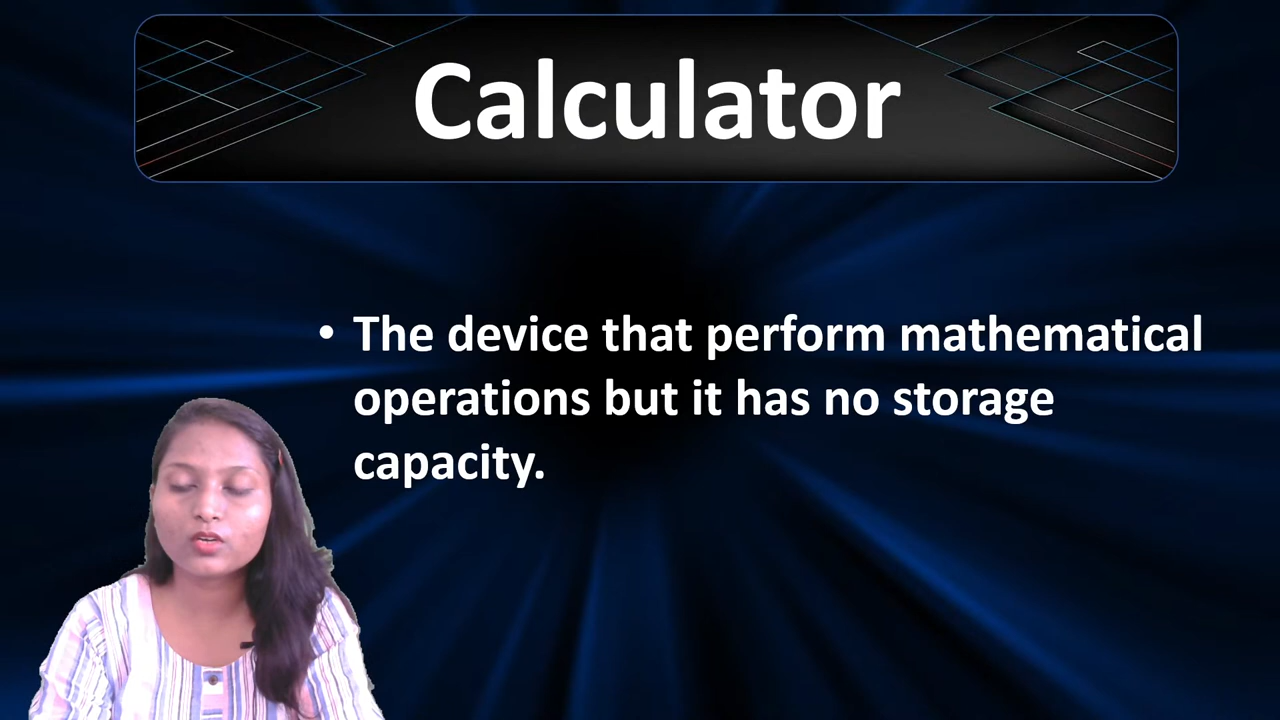 Calculator
• The device that perform mathematical
operations but it has no storage
capacity.